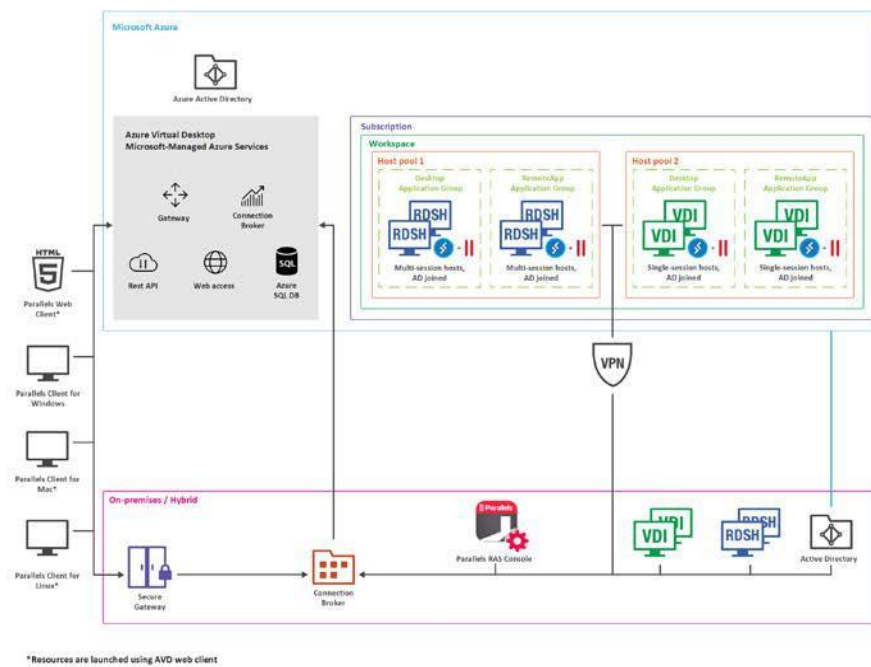 Microsoft Azure
Azure Active Directory
Azure Virtual Desktop
Microsoft-Managed Azure Services
Gateway
Connection
Broker
Rest API
Web access
SQL
Azure
SQL DB
Subscription
Workspace
Host pool 1
Desktop
Application Group
RDSH
RDSH
Multi-session hosts,
AD joined
RemoteApp
Application Group
RDSH
RDSH
Multi-session hosts,
AD joined
Host pool 2
Desktop
Application Group
VDI
VDI
Single-session hosts,
AD joined
RemoteApp
Application Group
VDI
VDI
Single-session hosts,
AD joined
HTML
5
Parallels Web
Client*
Parallels Client for
Windows
Parallels Client for
Mac*
Parallels Client for
Linux*
VPN
On-premises / Hybrid
Secure
Gateway
Connection
Broker
Parallels
Parallels RAS Console
VDI
VDI
RDSH
RDSH
Active Directory
*Resources are launched using AVD web client